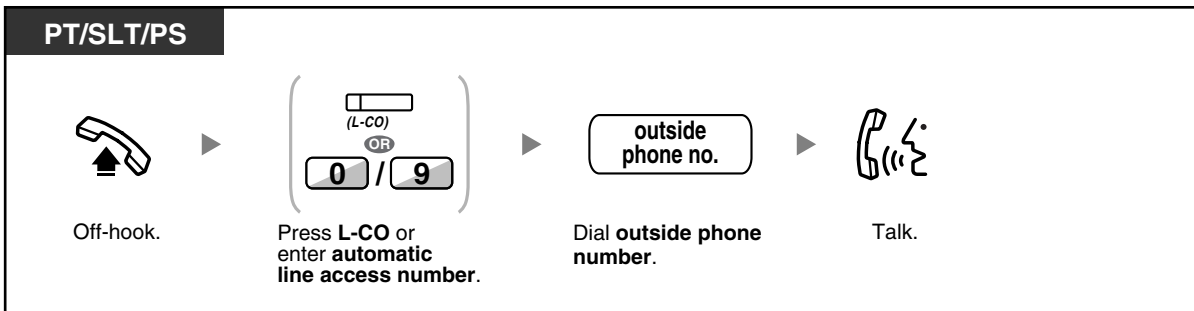 PT/SLT/PS
(L-CO)
OR
0 / 9
outside
phone no.
Off-hook.
Press L-CO or
enter automatic
line access number.
Dial outside phone
number.
Talk.